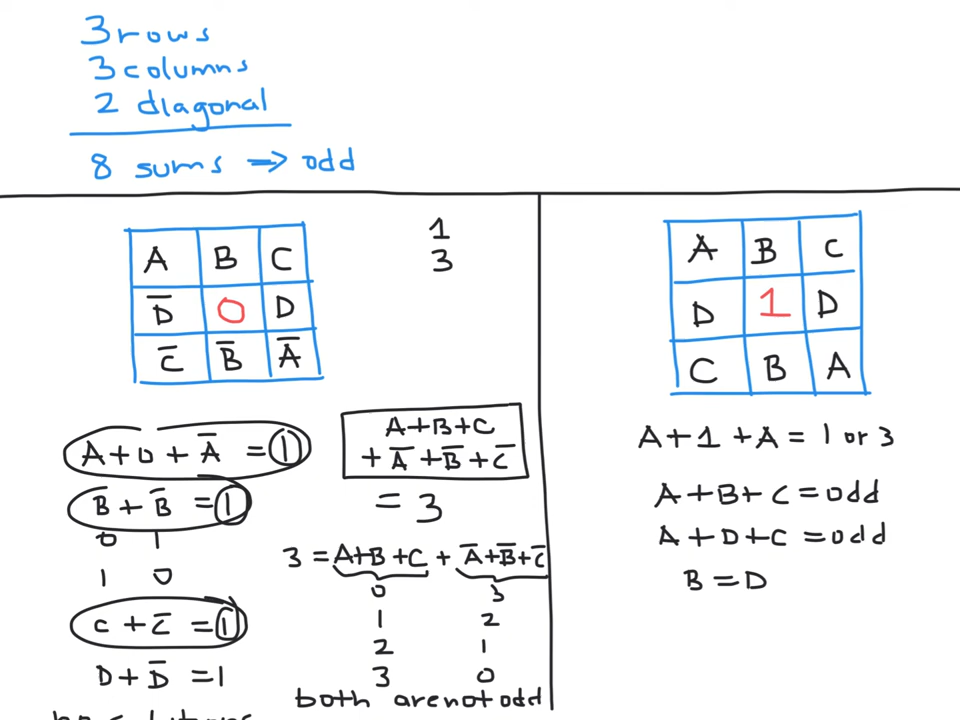 3 rows
3 columns
2 diagonal
8 sums → odd
1
3
A B C
D̅ 0 D
C̅ B̅ A̅
A+0+A̅ =1
B+B̅ =1
0 1
1 0
C+C̅ =1
D+D̅ =1
A+B+C
+A̅+B̅+C̅
=3
3=A+B+C+A̅+B̅+C̅
0 3
1 2
2 1
3 0
both are not odd
A B C
D 1 D
C B A
A+1+A=1 or 3
A+B+C=odd
A+D+C=odd
B=D